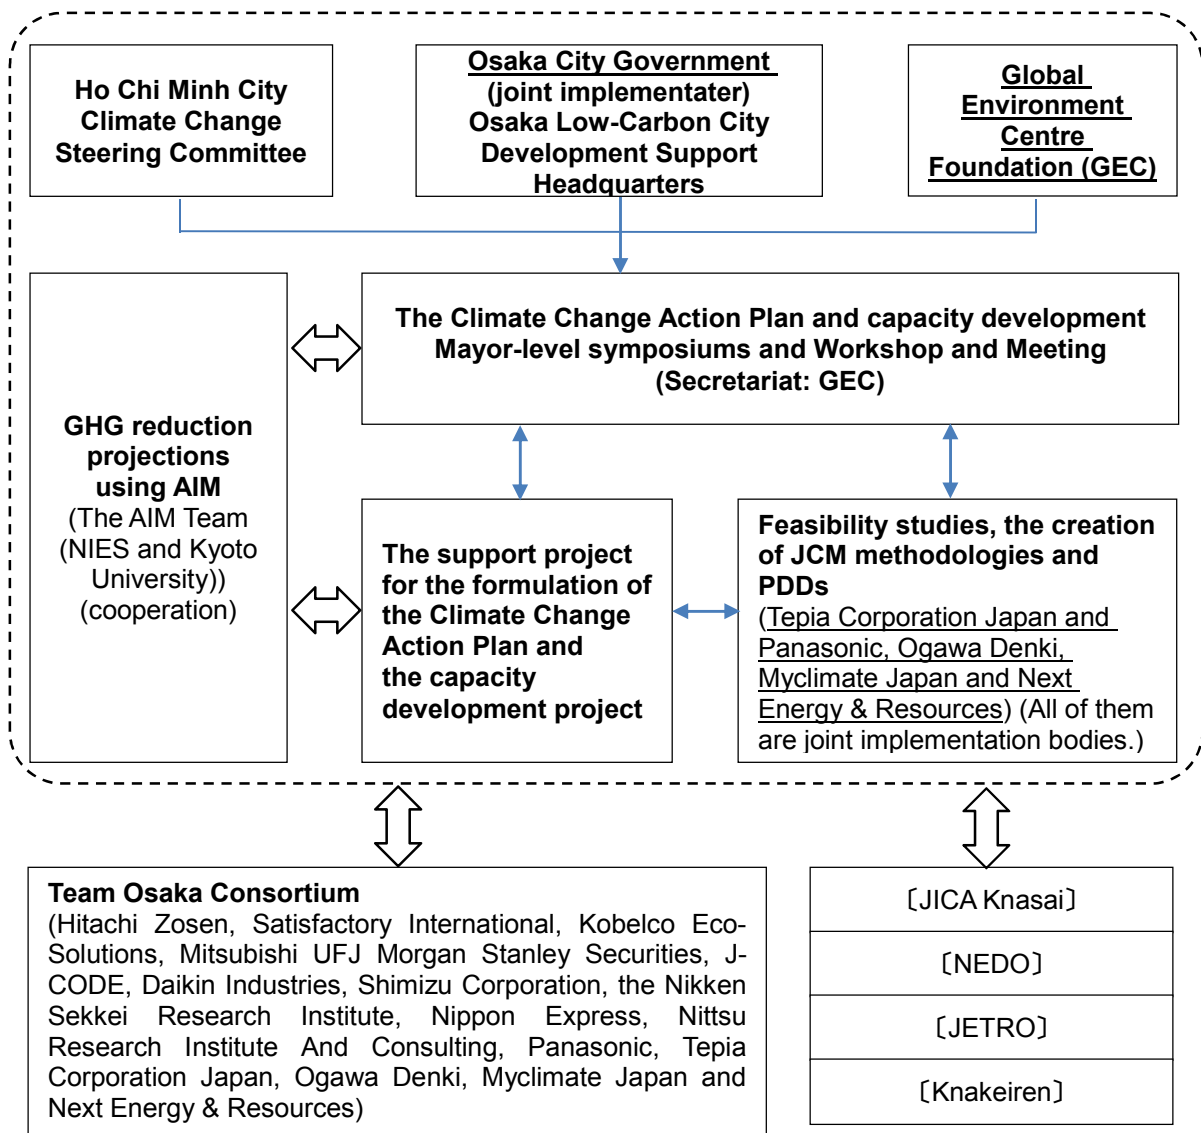 Ho Chi Minh City
Climate Change
Steering Committee
Osaka City Government
(joint implementater)
Osaka Low-Carbon City
Development Support
Headquarters
Global
Environment
Centre
Foundation (GEC)
The Climate Change Action Plan and capacity development
Mayor-level symposiums and Workshop and Meeting
(Secretariat: GEC)
GHG reduction
projections
using AIM
(The AIM Team
(NIES and Kyoto
University))
(cooperation)
The support project
for the formulation of
the Climate Change
Action Plan and
the capacity
development project
Feasibility studies, the creation
of JCM methodologies and
PDDs
(Tepia Corporation Japan and
Panasonic, Ogawa Denki,
Myclimate Japan and Next
Energy & Resources) (All of them
are joint implementation bodies.)
Team Osaka Consortium
(Hitachi Zosen, Satisfactory International, Kobelco Eco-
Solutions, Mitsubishi UFJ Morgan Stanley Securities, J-
CODE, Daikin Industries, Shimizu Corporation, the Nikken
Sekkei Research Institute, Nippon Express, Nittsu
Research Institute And Consulting, Panasonic, Tepia
Corporation Japan, Ogawa Denki, Myclimate Japan and
Next Energy & Resources)
〔JICA Knasai〕
〔NEDO〕
〔JETRO〕
〔Knakeiren〕